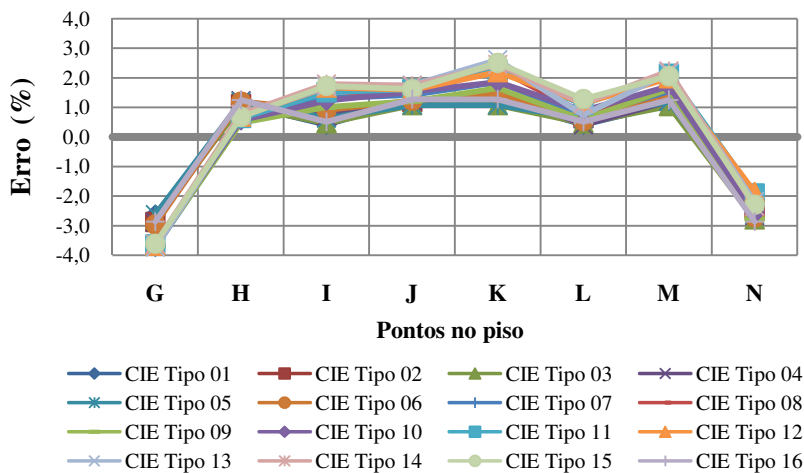 4,0
3,0
2,0
1,0
0,0
-1,0
-2,0
-3,0
-4,0
Erro (%)
G H I J K L M N
Pontos no piso
CIE Tipo 01 CIE Tipo 02 CIE Tipo 03 CIE Tipo 04
CIE Tipo 05 CIE Tipo 06 CIE Tipo 07 CIE Tipo 08
CIE Tipo 09 CIE Tipo 10 CIE Tipo 11 CIE Tipo 12
CIE Tipo 13 CIE Tipo 14 CIE Tipo 15 CIE Tipo 16